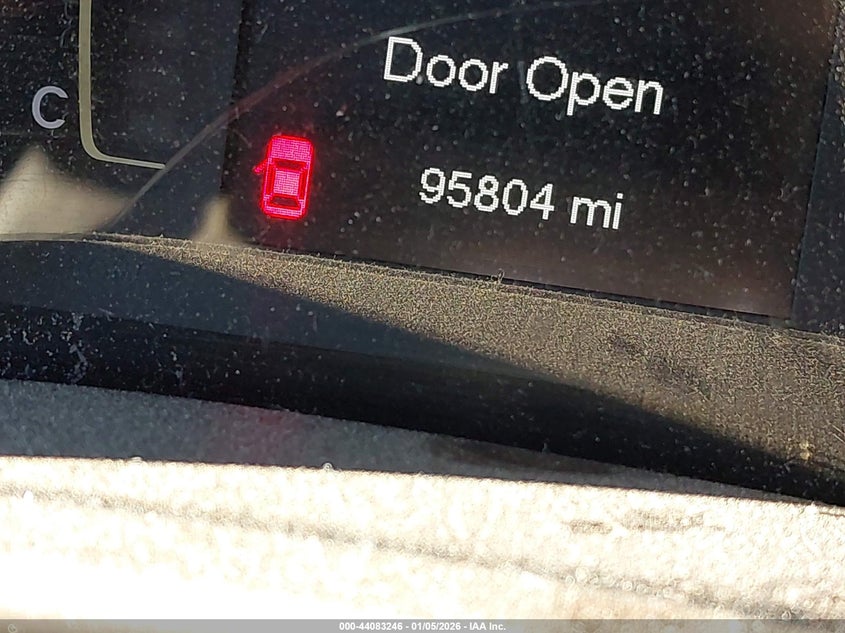 Door Open
C
95804 mi
000-44083246 - 01/05/2026 - IAA Inc.